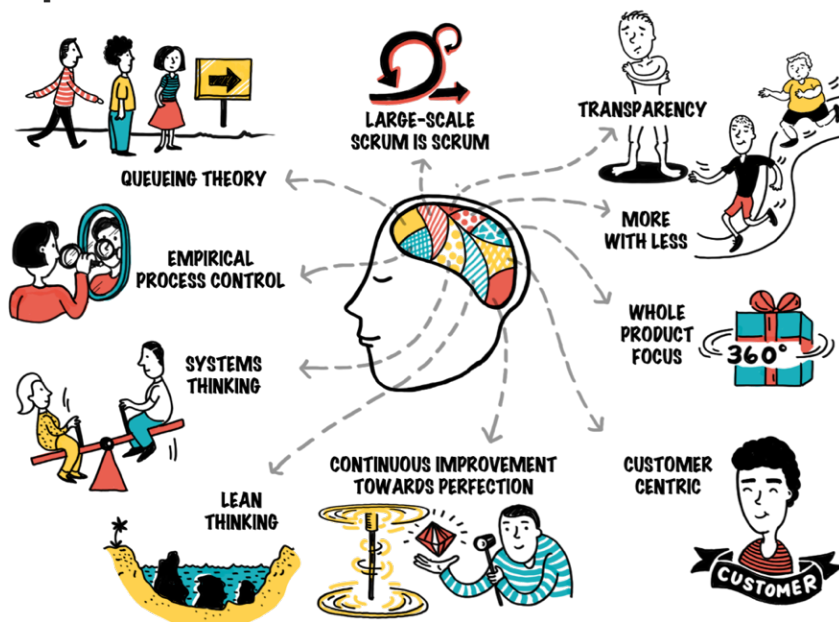 LARGE-SCALE
SCRUM IS SCRUM
TRANSPARENCY
QUEUEING THEORY
MORE
WITH LESS
EMPIRICAL
PROCESS CONTROL
WHOLE
PRODUCT
FOCUS
360°
SYSTEMS
THINKING
CONTINUOUS IMPROVEMENT
TOWARDS PERFECTION
CUSTOMER
CENTRIC
LEAN
THINKING
CUSTOMER